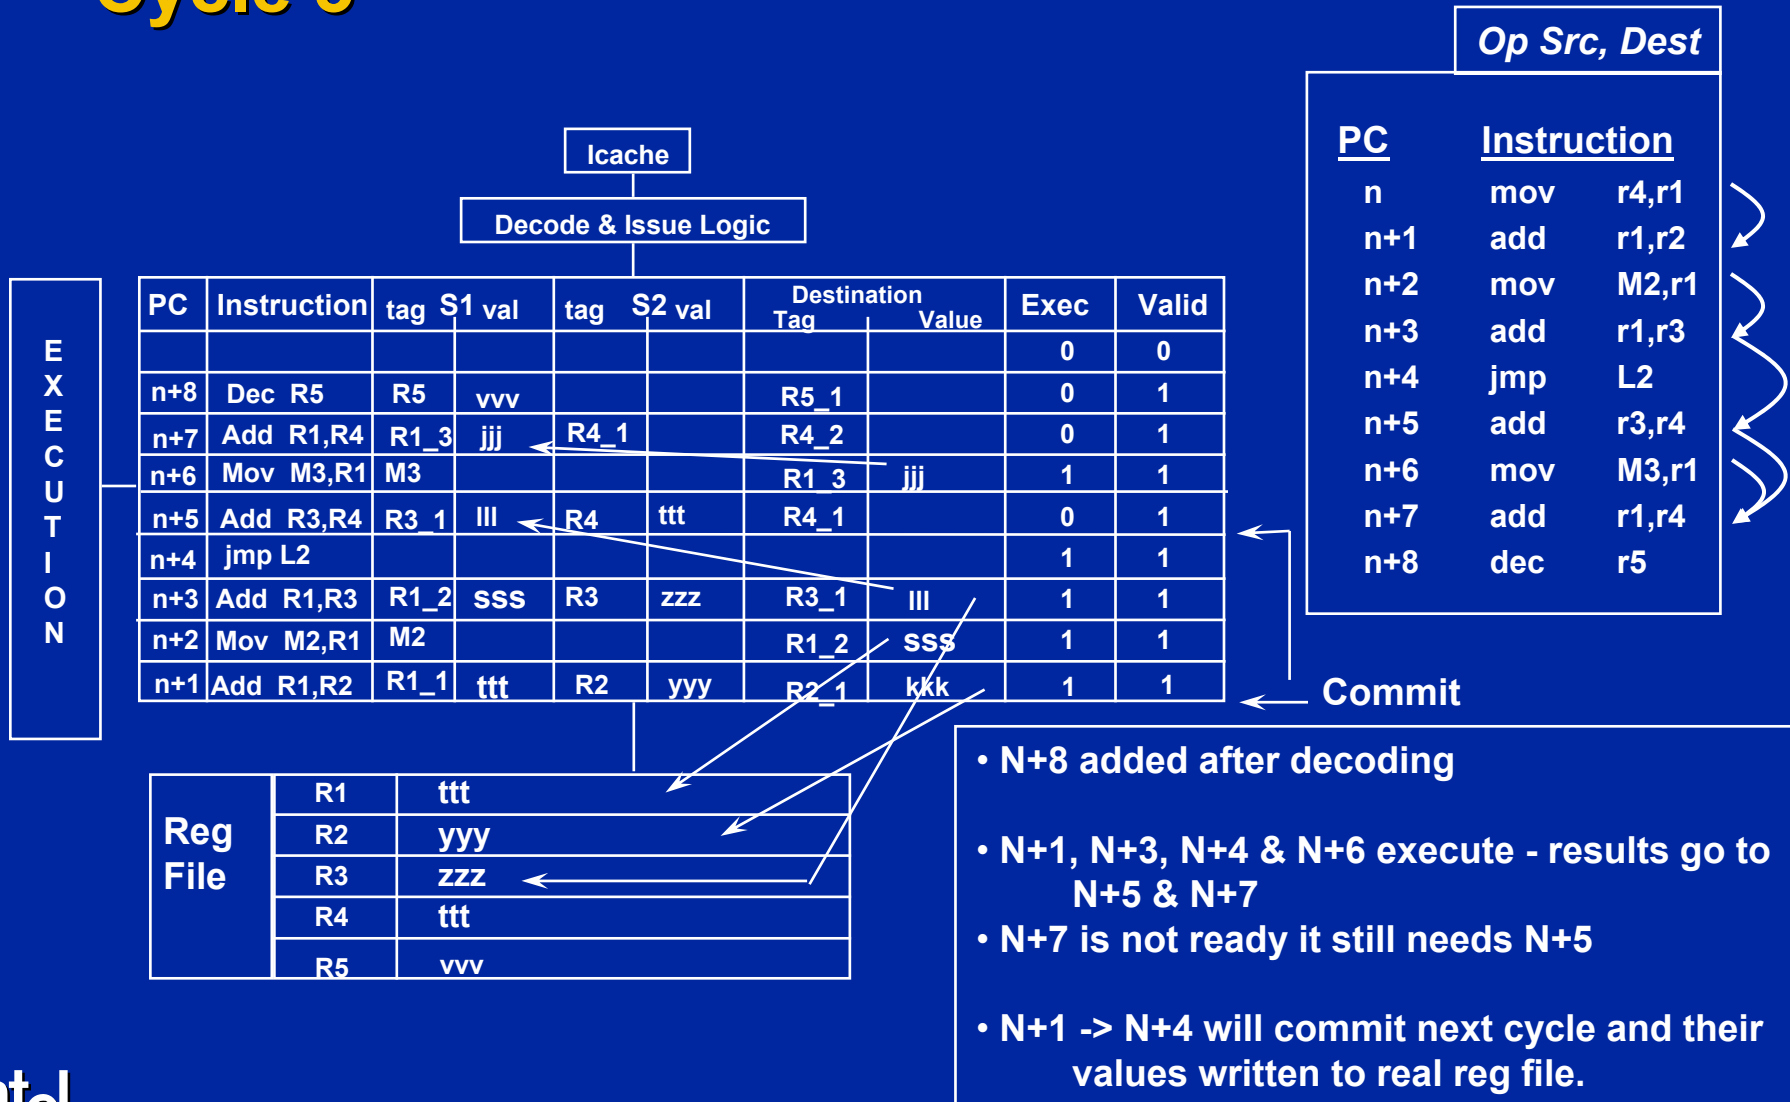 Op Src, Dest
PC Instruction
n mov r4,r1
n+1 add r1,r2
n+2 mov M2,r1
n+3 add r1,r3
n+4 jmp L2
n+5 add r3,r4
n+6 mov M3,r1
n+7 add r1,r4
n+8 dec r5
Icache
Decode & Issue Logic
EXECUTION
PC Instruction tag S1 val tag S2 val Destination Tag Value Exec Valid
0 0
n+8 Dec R5 R5 vvv R5_1 0 1
n+7 Add R1,R4 R1_3 jjj R4_1 R4_2 0 1
n+6 Mov M3,R1 M3 R1_3 jjj 1 1
n+5 Add R3,R4 R3_1 lll R4 ttt R4_1 0 1
n+4 jmp L2 1 1
n+3 Add R1,R3 R1_2 sss R3 zzz R3_1 lll 1 1
n+2 Mov M2,R1 M2 R1_2 sss 1 1
n+1 Add R1,R2 R1_1 ttt R2 yyy R2_1 kkk 1 1
Commit
Reg File
R1 ttt
R2 yyy
R3 zzz
R4 ttt
R5 vvv
• N+8 added after decoding
• N+1, N+3, N+4 & N+6 execute - results go to
N+5 & N+7
• N+7 is not ready it still needs N+5
• N+1 -> N+4 will commit next cycle and their
values written to real reg file.